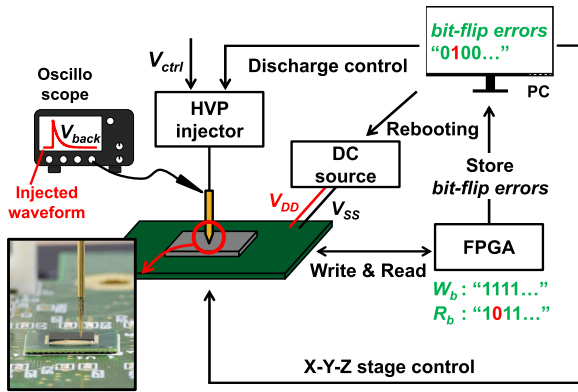 bit-flip errors
"0100..."
PC
V_ctrl
Discharge control
Oscillo
scope
HVP
injector
V_back
Rebooting
DC
source
Store
bit-flip errors
Injected
waveform
V_DD
V_SS
FPGA
Write & Read
W_b : "1111..."
R_b : "1011..."
X-Y-Z stage control